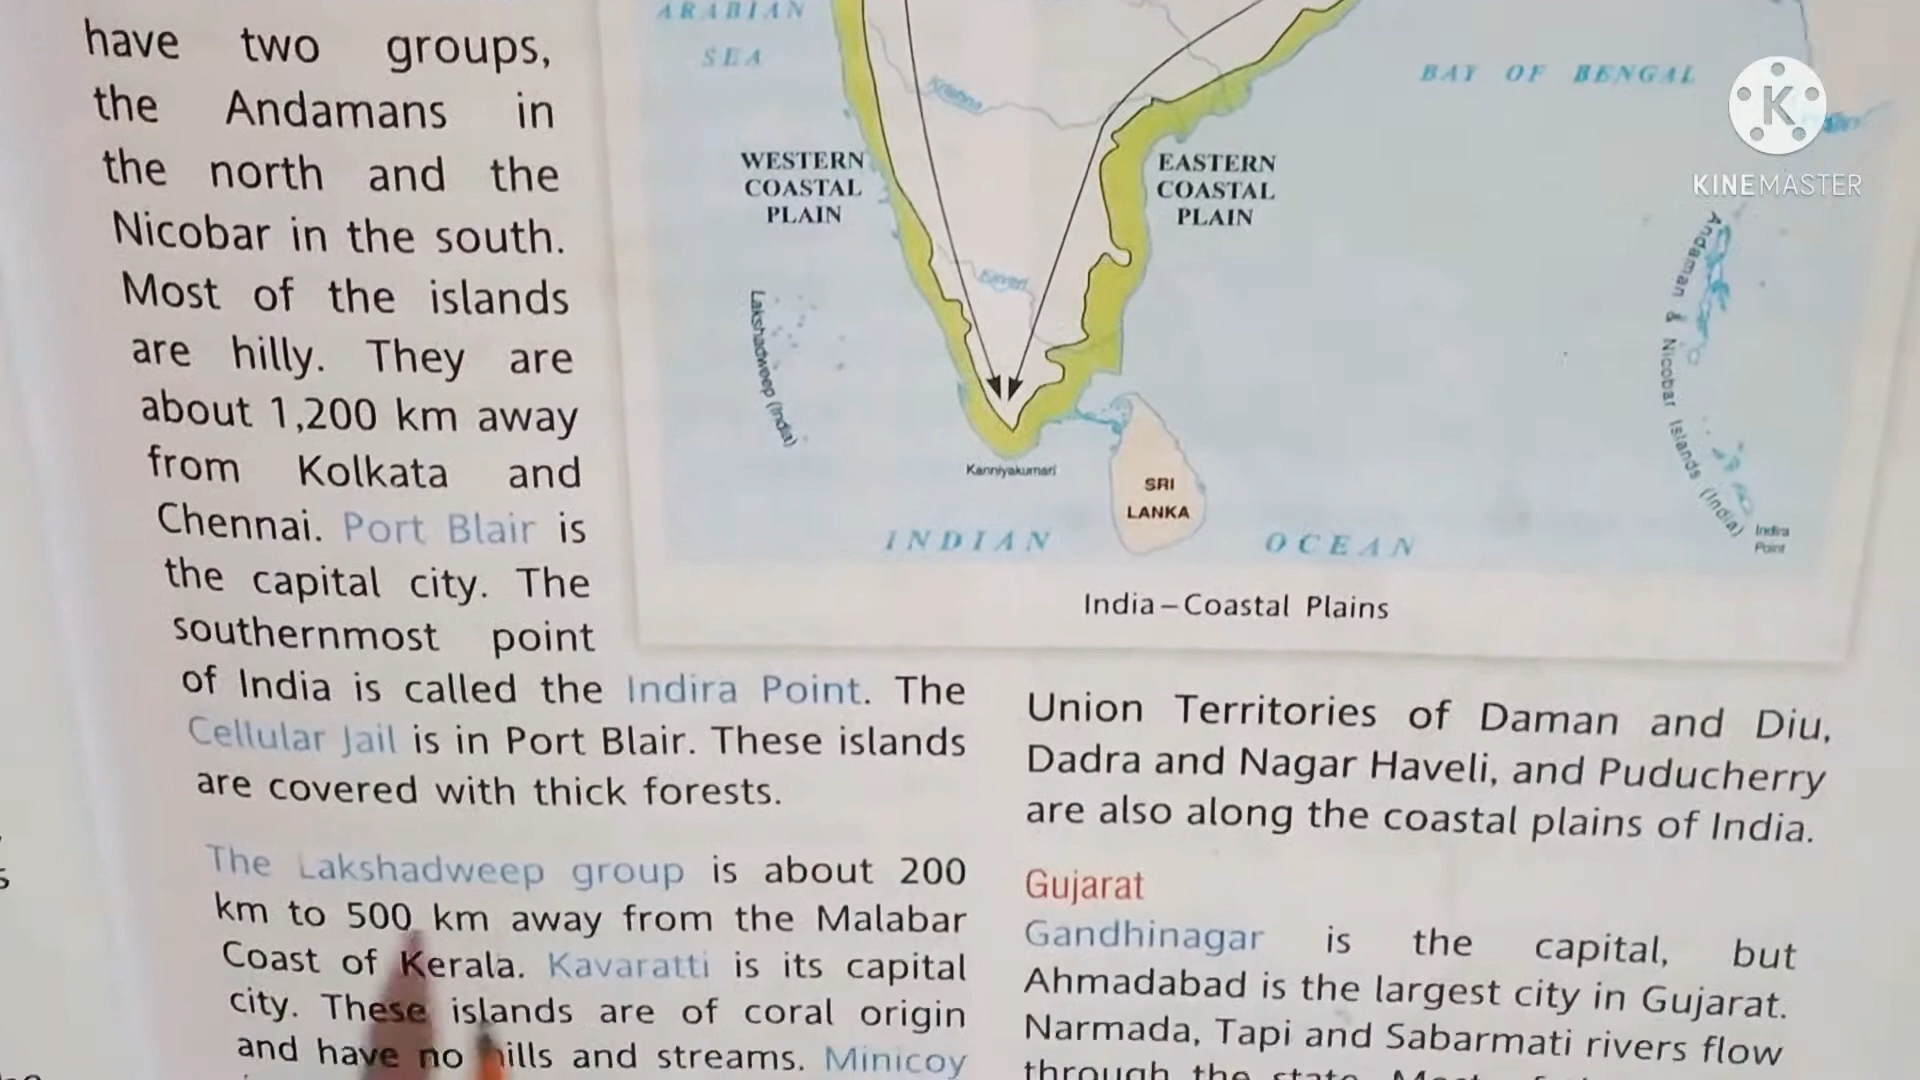 have two groups,
the Andamans in
the north and the
Nicobar in the south.
Most of the islands
are hilly. They are
about 1,200 km away
from Kolkata and
Chennai. Port Blair is
the capital city. The
southernmost point
of India is called the Indira Point. The
Cellular Jail is in Port Blair. These islands
are covered with thick forests.
The Lakshadweep group is about 200
km to 500 km away from the Malabar
Coast of Kerala. Kavaratti is its capital
city. These islands are of coral origin
and have no hills and streams. Minicoy
ARABIAN
SEA
BAY OF BENGAL
Krishna
WESTERN
COASTAL
PLAIN
EASTERN
COASTAL
PLAIN
Kaveri
Lakshadweep (India)
Andaman & Nicobar Islands (India)
Kanniyakumari
SRI
LANKA
Indira
Point
INDIAN OCEAN
India – Coastal Plains
K
KINEMASTER
Union Territories of Daman and Diu,
Dadra and Nagar Haveli, and Puducherry
are also along the coastal plains of India.
Gujarat
Gandhinagar is the capital, but
Ahmadabad is the largest city in Gujarat.
Narmada, Tapi and Sabarmati rivers flow
through the state.